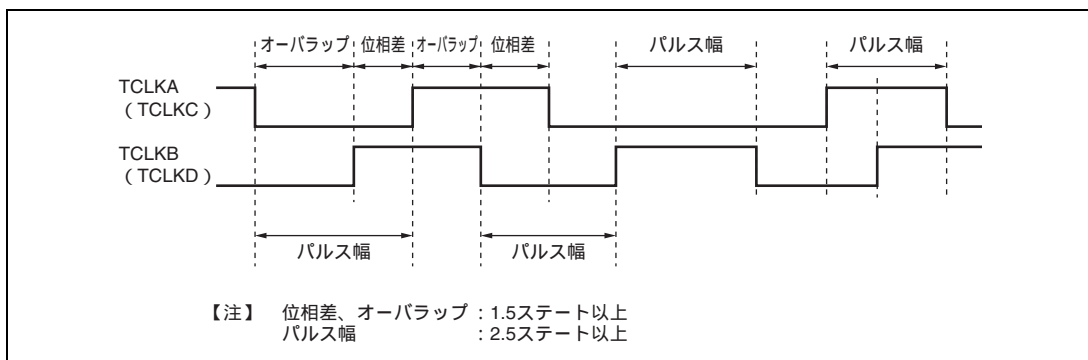 オーバラップ 位相差 オーバラップ 位相差 パルス幅 パルス幅
TCLKA
（TCLKC）
TCLKB
（TCLKD）
パルス幅 パルス幅
【注】 位相差、オーバラップ：1.5ステート以上
パルス幅 ：2.5ステート以上